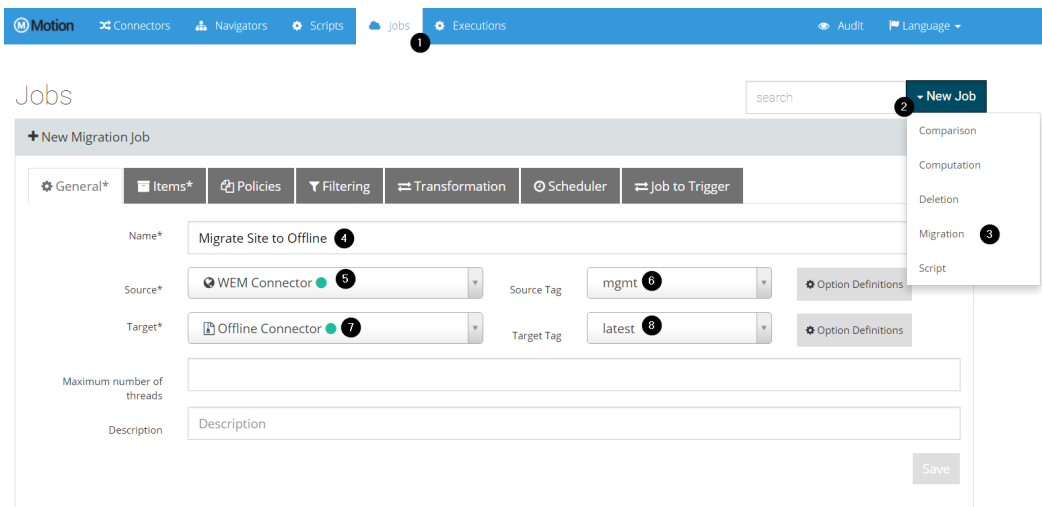 M Motion Connectors Navigators Scripts Jobs Executions Audit Language
1
Jobs search 2 New Job
New Migration Job
Comparison
Computation
Deletion
Migration 3
Script
General* Items* Policies Filtering Transformation Scheduler Job to Trigger
Name* Migrate Site to Offline 4
Source* WEM Connector 5 Source Tag mgmt 6 Option Definitions
Target* Offline Connector 7 Target Tag latest 8 Option Definitions
Maximum number of
threads
Description Description
Save